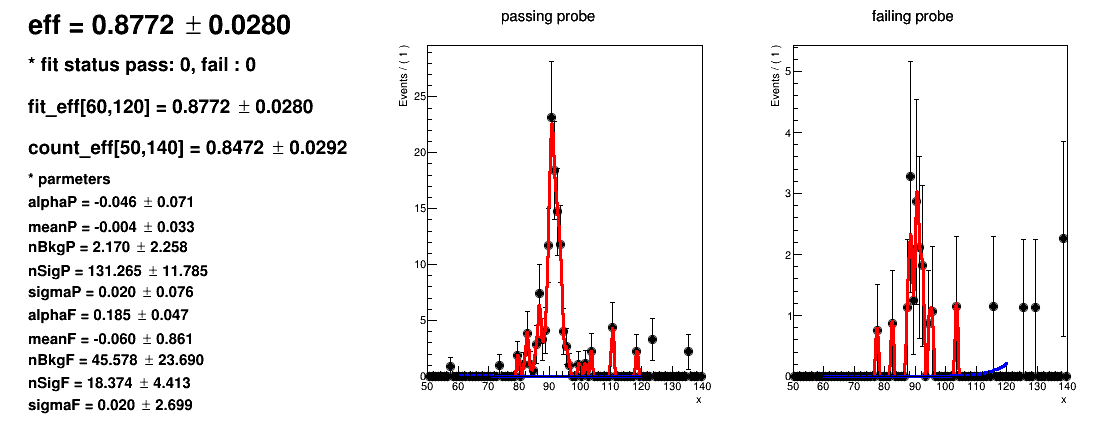 eff = 0.8772 ± 0.0280
* fit status pass: 0, fail : 0
fit_eff[60,120] = 0.8772 ± 0.0280
count_eff[50,140] = 0.8472 ± 0.0292
* parmeters
alphaP = -0.046 ± 0.071
meanP = -0.004 ± 0.033
nBkgP = 2.170 ± 2.258
nSigP = 131.265 ± 11.785
sigmaP = 0.020 ± 0.076
alphaF = 0.185 ± 0.047
meanF = -0.060 ± 0.861
nBkgF = 45.578 ± 23.690
nSigF = 18.374 ± 4.413
sigmaF = 0.020 ± 2.699
passing probe
Events / ( 1 )
25
20
15
10
5
0
50 60 70 80 90 100 110 120 130 140
x
failing probe
Events / ( 1 )
5
4
3
2
1
0
50 60 70 80 90 100 110 120 130 140
x